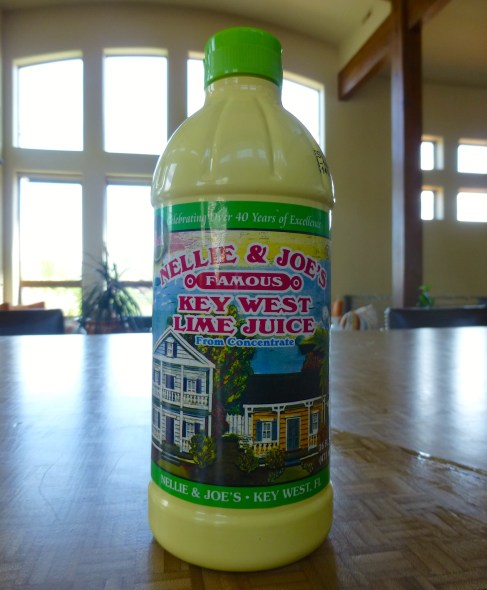 Celebrating Over 40 Years of Excellence
NELLIE & JOE'S
FAMOUS
KEY WEST
LIME JUICE
From Concentrate
NELLIE & JOE'S • KEY WEST, FL